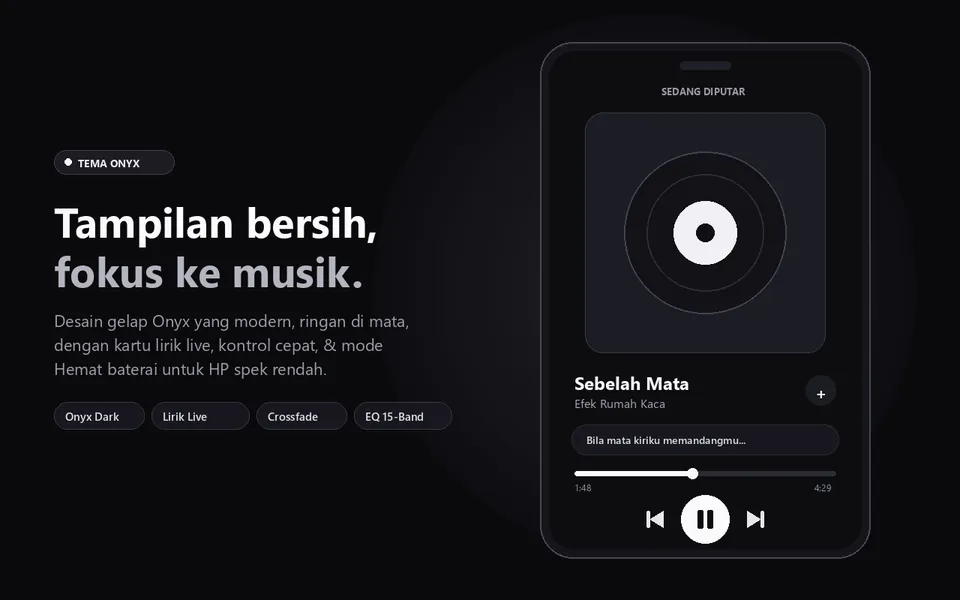 TEMA ONYX
Tampilan bersih,
fokus ke musik.
Desain gelap Onyx yang modern, ringan di mata,
dengan kartu lirik live, kontrol cepat, & mode
Hemat baterai untuk HP spek rendah.
Onyx Dark
Lirik Live
Crossfade
EQ 15-Band
SEDANG DIPUTAR
Sebelah Mata
Efek Rumah Kaca
+
Bila mata kiriku memandangmu...
1:48
4:29